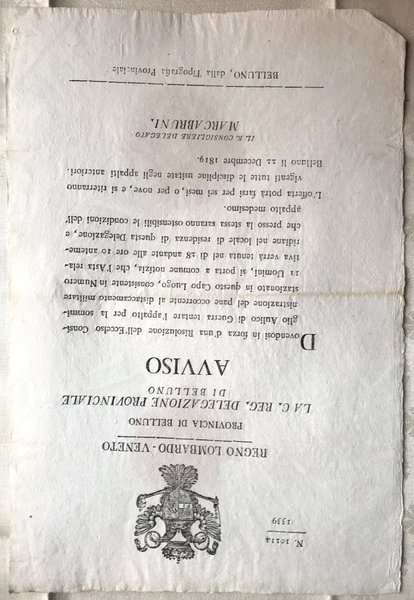 N. 10214
1339
REGNO LOMBARDO-VENETO
PROVINCIA DI BELLUNO
LA C. REG. DELEGAZIONE PROVINCIALE
DI BELLUNO
AVVISO
Dovendosi in forza d'una Risoluzione dell'Eccelso Consi-
glio Aulico di Guerra tentare l'appalto per la sommi-
nistrazione del pane occorrente al distaccamento militare
stazionato in questo Capo Luogo, consistente in Numero
11 Uomini, si porta a comune notizia, che l'Asta rela-
tiva verrà tenuta nel dì 28 andante alle ore 10 anteme-
ridiane nel locale di residenza di questa Delegazione, e
che presso la stessa saranno ostensibili le condizioni dell'
appalto medesimo.
L'offerta potrà farsi per sei mesi, o per nove, e si riterranno
vigenti tutte le discipline usitate negli appalti anteriori.
Belluno li 22 Decembre 1819.
IL R. CONSIGLIERE DELEGATO
MARCABRUNI.
BELLUNO, dalla Tipografia Provinciale